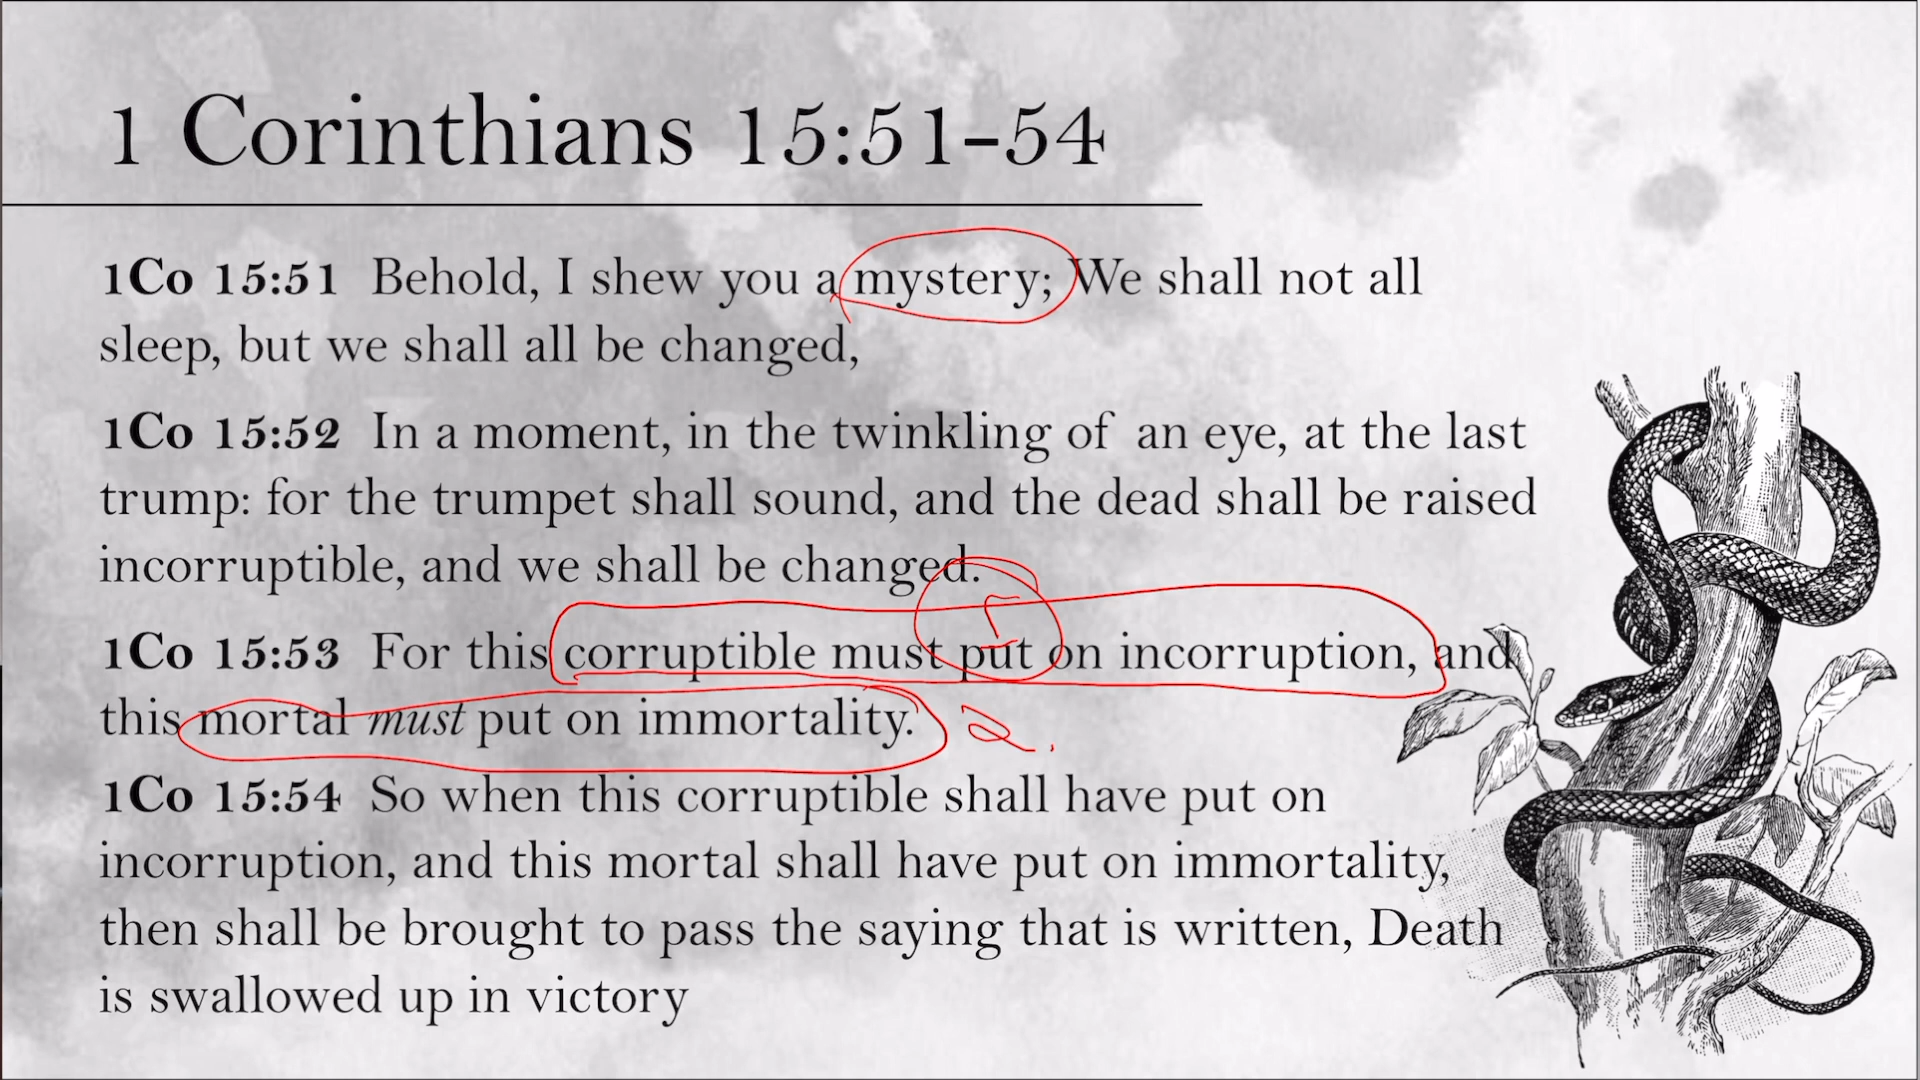 1 Corinthians 15:51-54
1Co 15:51 Behold, I shew you a mystery; We shall not all
sleep, but we shall all be changed,
1Co 15:52 In a moment, in the twinkling of an eye, at the last
trump: for the trumpet shall sound, and the dead shall be raised
incorruptible, and we shall be changed.
1
1Co 15:53 For this corruptible must put on incorruption, and
this mortal must put on immortality. 2.
1Co 15:54 So when this corruptible shall have put on
incorruption, and this mortal shall have put on immortality,
then shall be brought to pass the saying that is written, Death
is swallowed up in victory